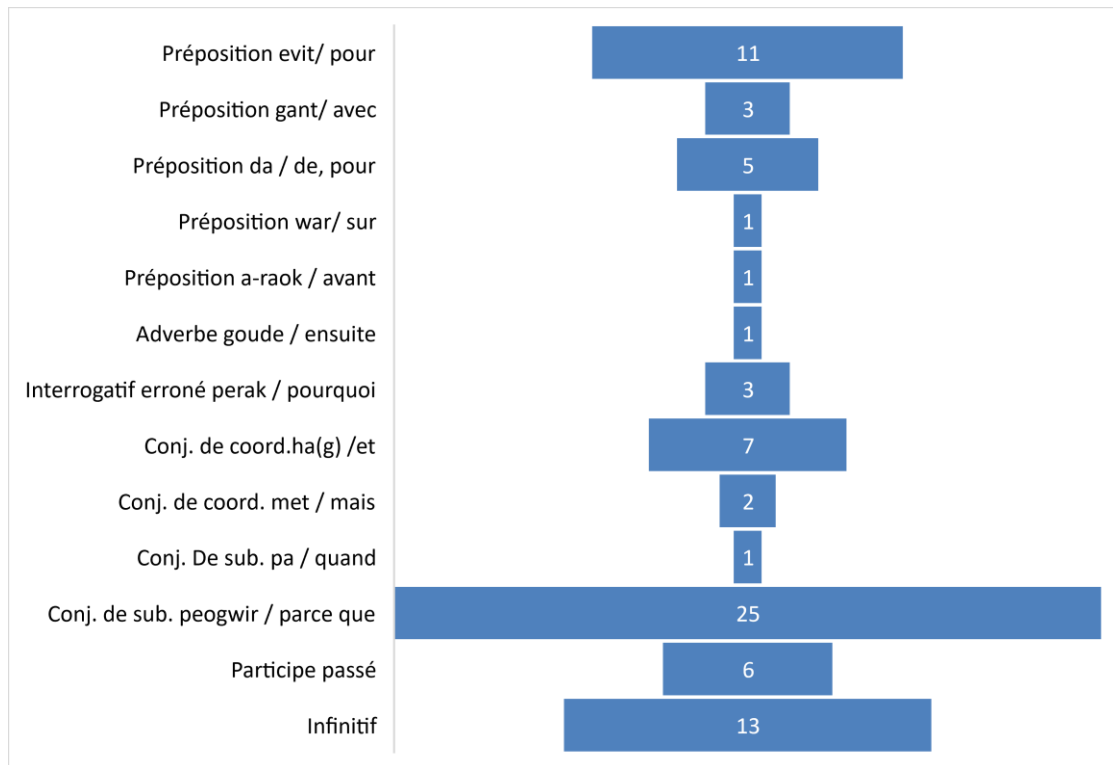 Préposition evit/ pour 11
Préposition gant/ avec 3
Préposition da / de, pour 5
Préposition war/ sur 1
Préposition a-raok / avant 1
Adverbe goude / ensuite 1
Interrogatif erroné perak / pourquoi 3
Conj. de coord.ha(g) /et 7
Conj. de coord. met / mais 2
Conj. De sub. pa / quand 1
Conj. de sub. peogwir / parce que 25
Participe passé 6
Infinitif 13